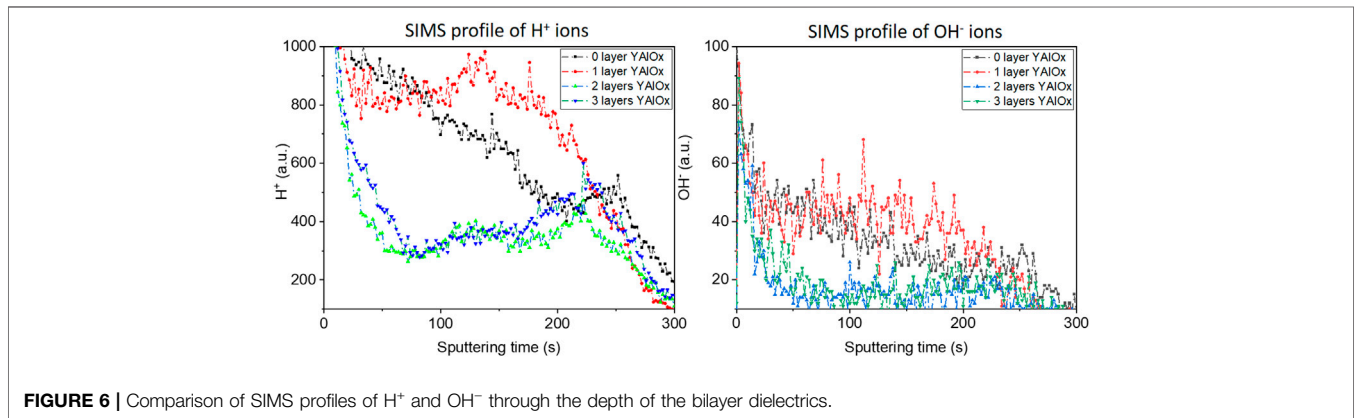 SIMS profile of H⁺ ions
1000
800
600
400
200
H⁺ (a.u.)
0 layer YAlOx
1 layer YAlOx
2 layers YAlOx
3 layers YAlOx
0
100
200
300
Sputtering time (s)
SIMS profile of OH⁻ ions
100
80
60
40
20
OH⁻ (a.u.)
0 layer YAlOx
1 layer YAlOx
2 layers YAlOx
3 layers YAlOx
0
100
200
300
Sputtering time (s)
FIGURE 6 | Comparison of SIMS profiles of H⁺ and OH⁻ through the depth of the bilayer dielectrics.